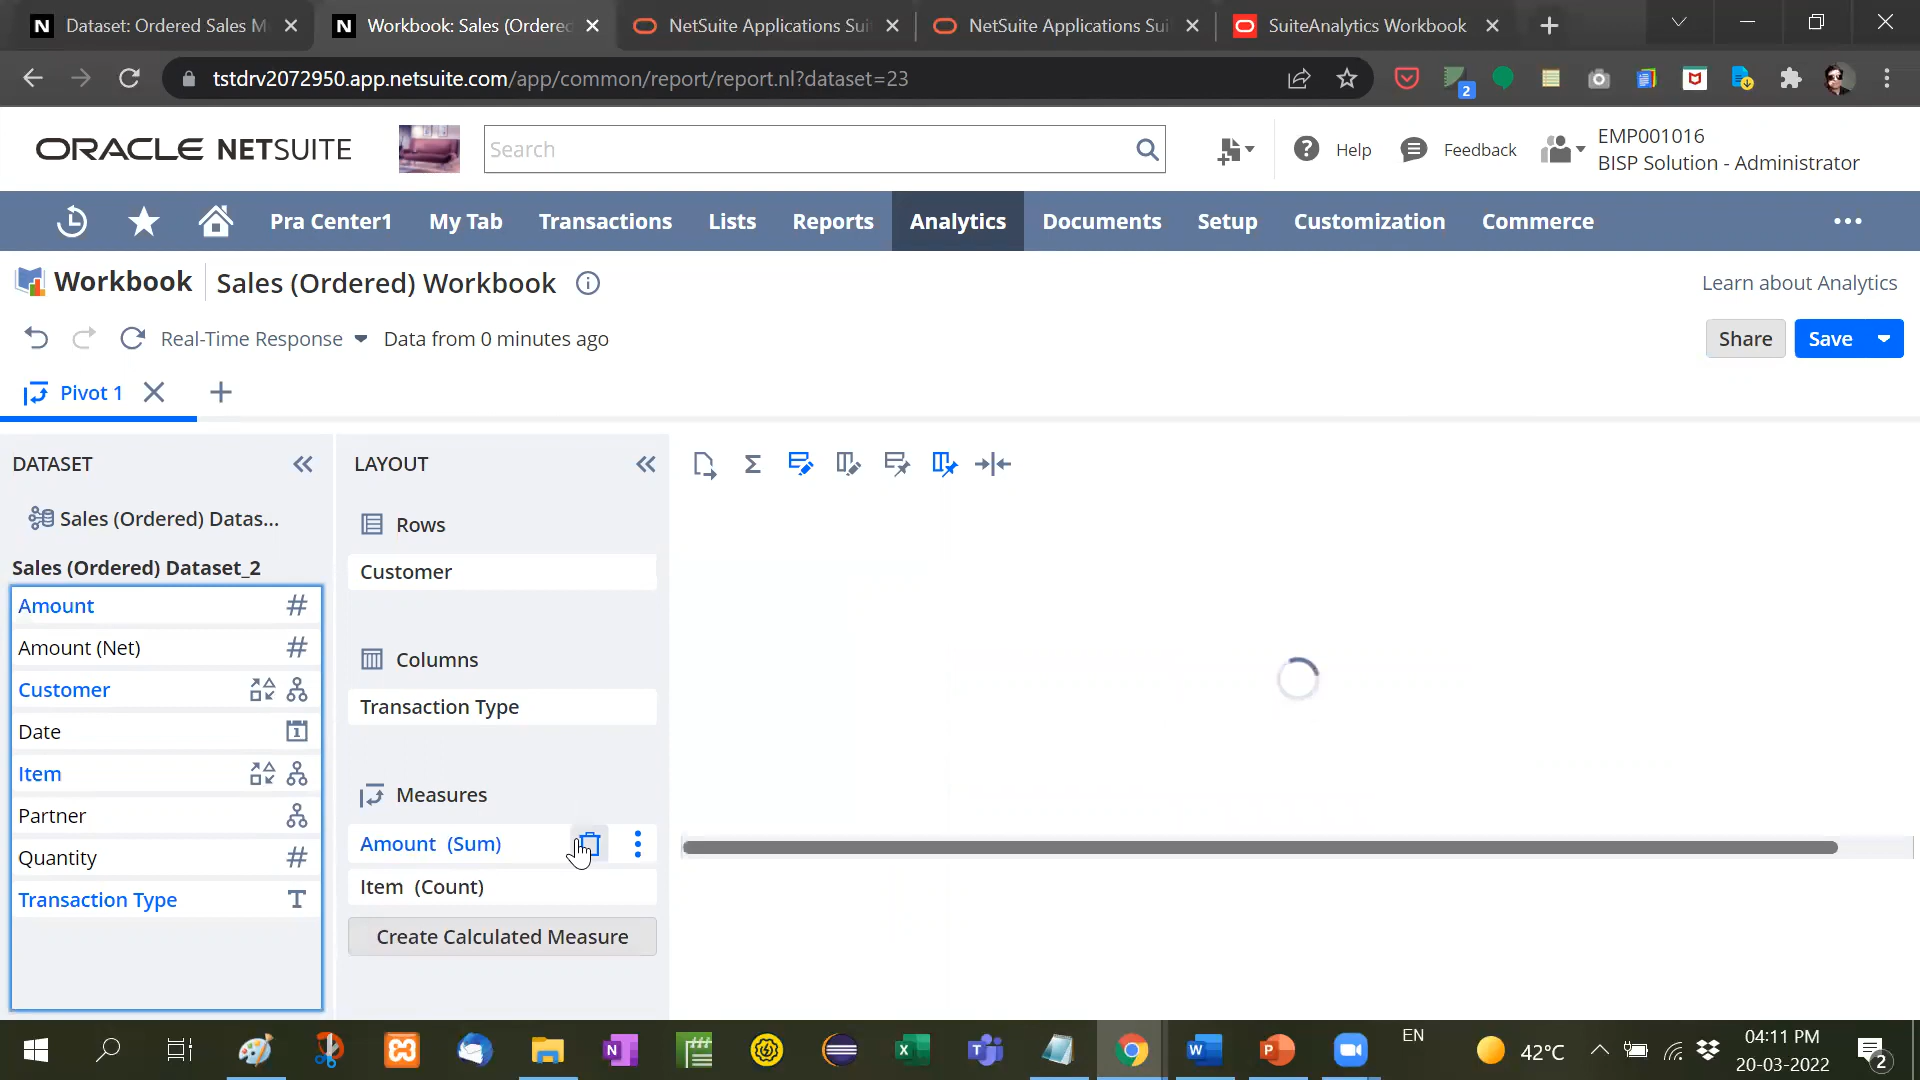 Dataset: Ordered Sales M
Workbook: Sales (Ordered
NetSuite Applications Sui
NetSuite Applications Sui
SuiteAnalytics Workbook
tstdrv2072950.app.netsuite.com/app/common/report/report.nl?dataset=23
2
ORACLE NETSUITE
Search
Help
Feedback
EMP001016
BISP Solution - Administrator
Pra Center1
My Tab
Transactions
Lists
Reports
Analytics
Documents
Setup
Customization
Commerce
Workbook
Sales (Ordered) Workbook
Learn about Analytics
Real-Time Response
Data from 0 minutes ago
Share
Save
Pivot 1
DATASET
Sales (Ordered) Datas...
Sales (Ordered) Dataset_2
Amount
Amount (Net)
Customer
Date
Item
Partner
Quantity
Transaction Type
LAYOUT
Rows
Customer
Columns
Transaction Type
Measures
Amount (Sum)
Item (Count)
Create Calculated Measure
EN
42°C
04:11 PM
20-03-2022
2